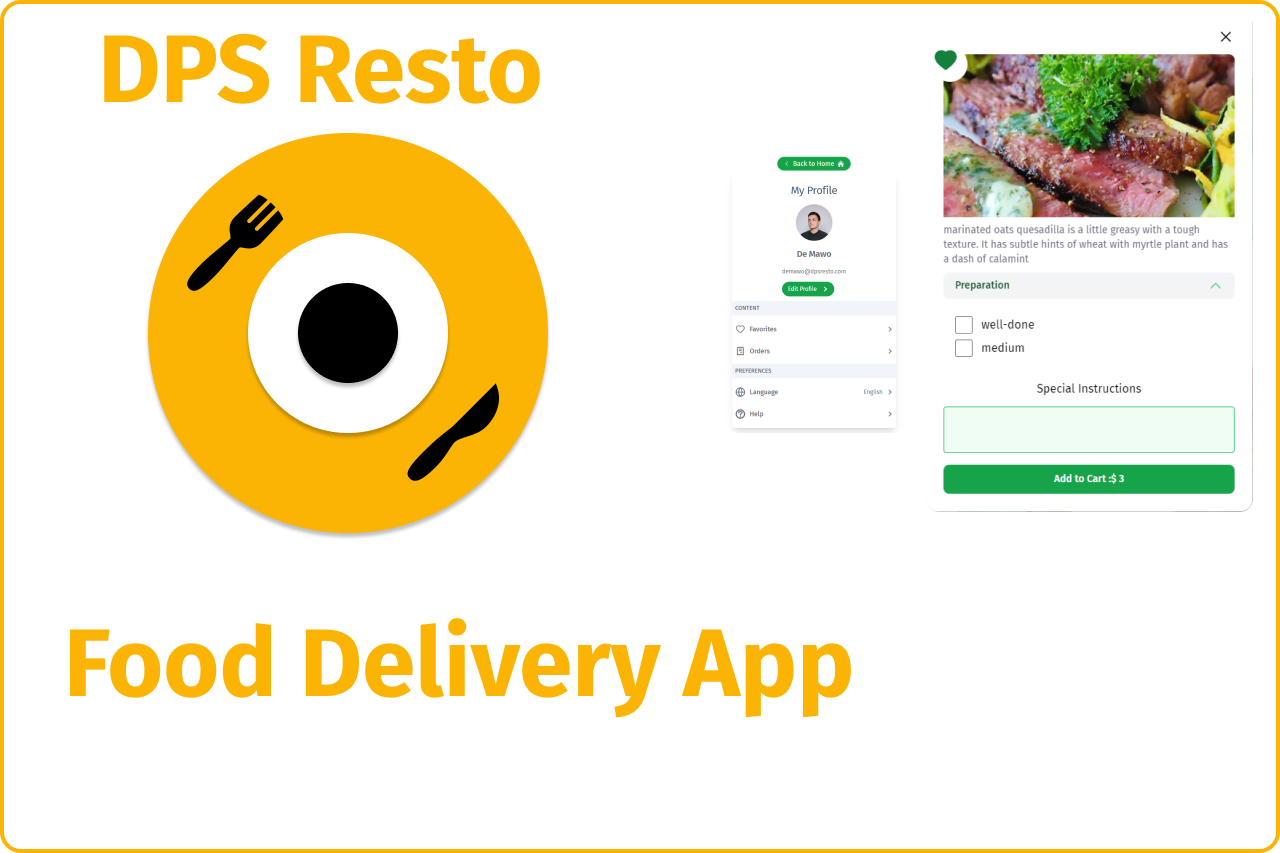 DPS Resto
Back to Home
My Profile
De Mawo
demawo@dpsresto.com
Edit Profile
CONTENT
Favorites
Orders
PREFERENCES
Language English
Help
marinated oats quesadilla is a little greasy with a tough
texture. It has subtle hints of wheat with myrtle plant and has
a dash of calamint
Preparation
well-done
medium
Special Instructions
Add to Cart :$ 3
Food Delivery App